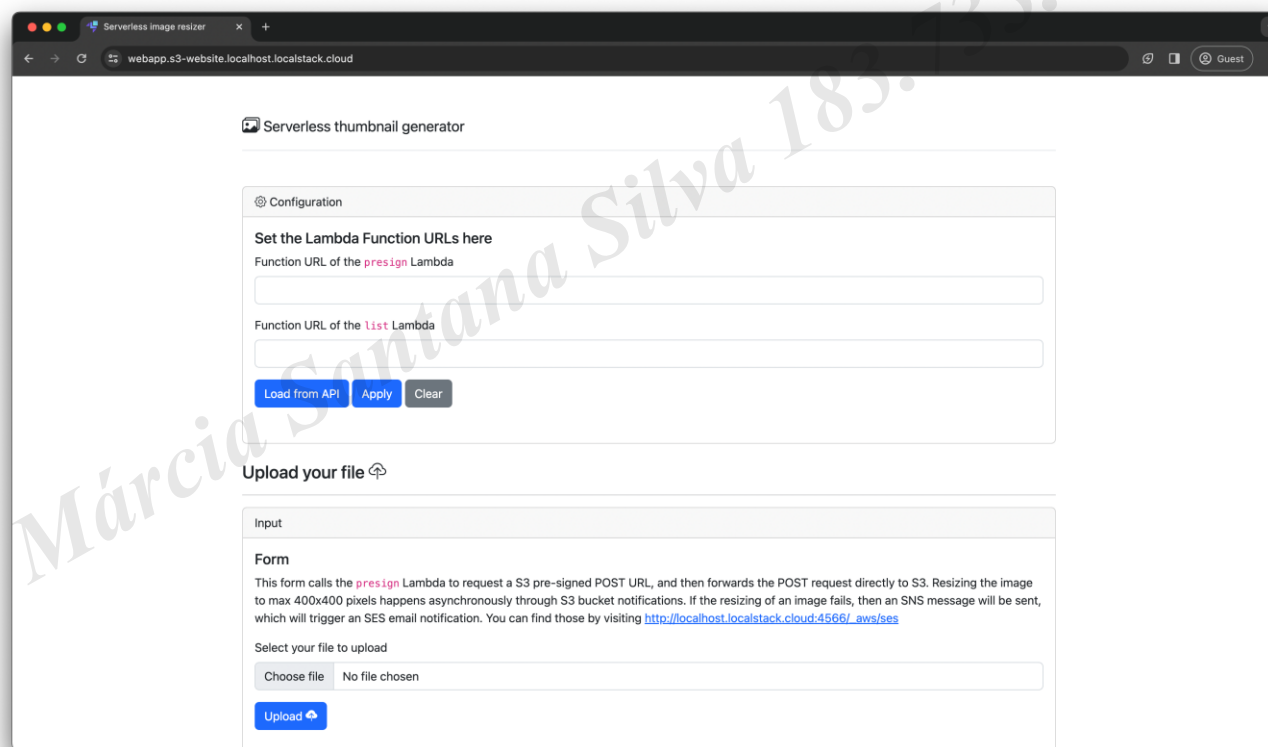 Serverless image resizer
webapp.s3-website.localhost.localstack.cloud
Guest
Serverless thumbnail generator
Configuration
Set the Lambda Function URLs here
Function URL of the presign Lambda
Function URL of the list Lambda
Load from API Apply Clear
Upload your file
Input
Form
This form calls the presign Lambda to request a S3 pre-signed POST URL, and then forwards the POST request directly to S3. Resizing the image
to max 400x400 pixels happens asynchronously through S3 bucket notifications. If the resizing of an image fails, then an SNS message will be sent,
which will trigger an SES email notification. You can find those by visiting http://localhost.localstack.cloud:4566/_aws/ses
Select your file to upload
Choose file No file chosen
Upload
Márcia Santana Silva 183.733.